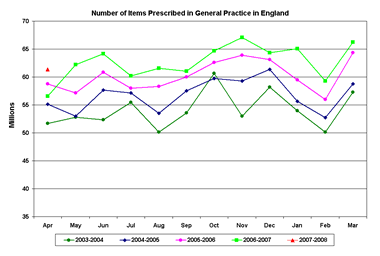 Number of Items Prescribed in General Practice in England
70
65
60
55
50
45
40
35
Millions
Apr May Jun Jul Aug Sep Oct Nov Dec Jan Feb Mar
2003-2004 2004-2005 2005-2006 2006-2007 2007-2008